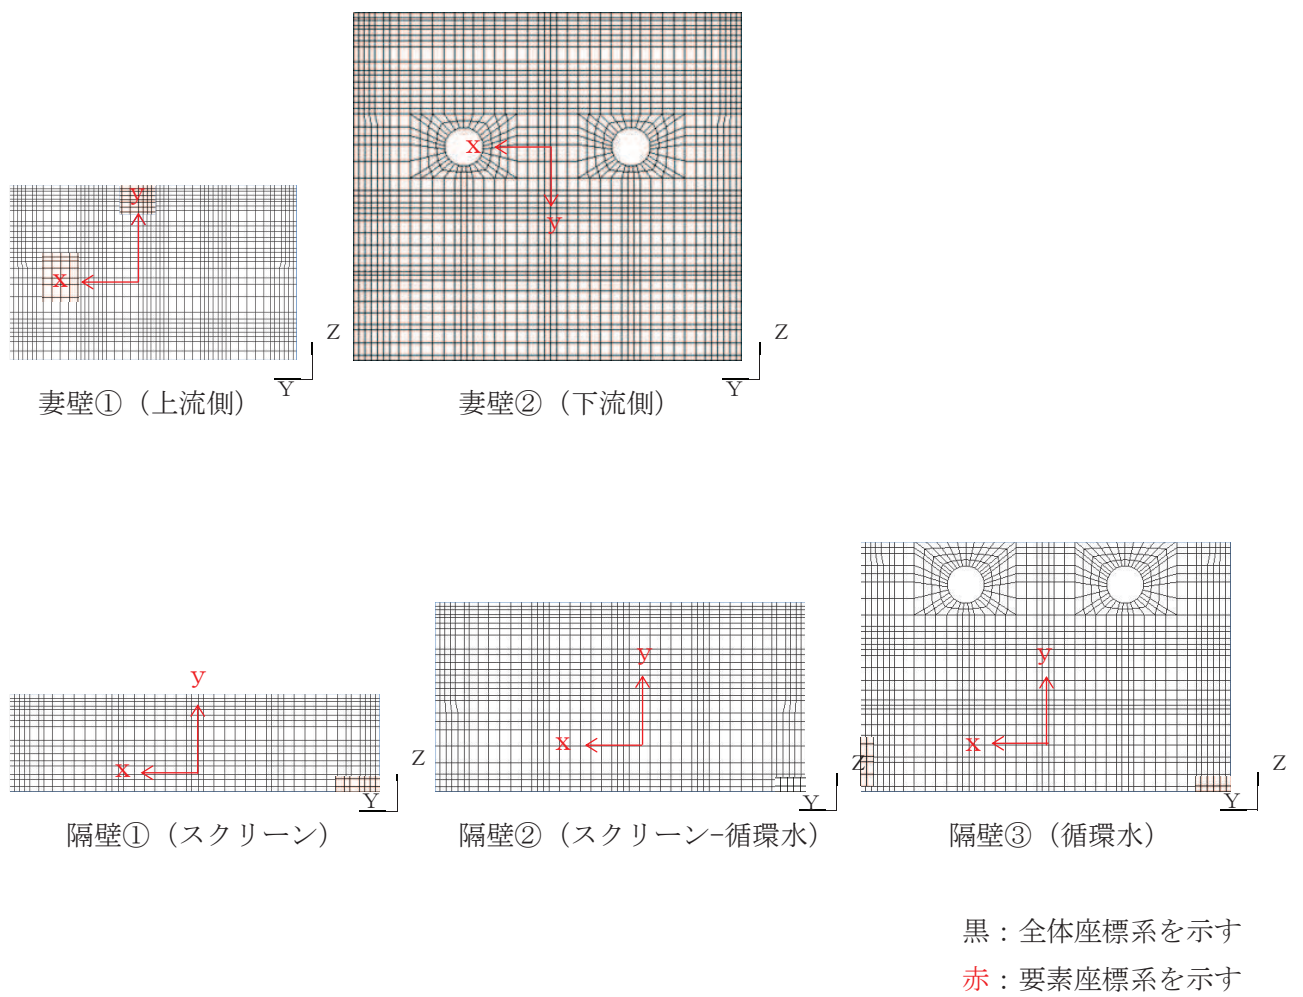 x
y
y
x
Z
Y
Z
Y
妻壁①（上流側）
妻壁②（下流側）
y
x
Z
Y
y
x
Z
Y
y
x
Z
Y
隔壁①（スクリーン）
隔壁②（スクリーン−循環水）
隔壁③（循環水）
黒：全体座標系を示す
赤：要素座標系を示す